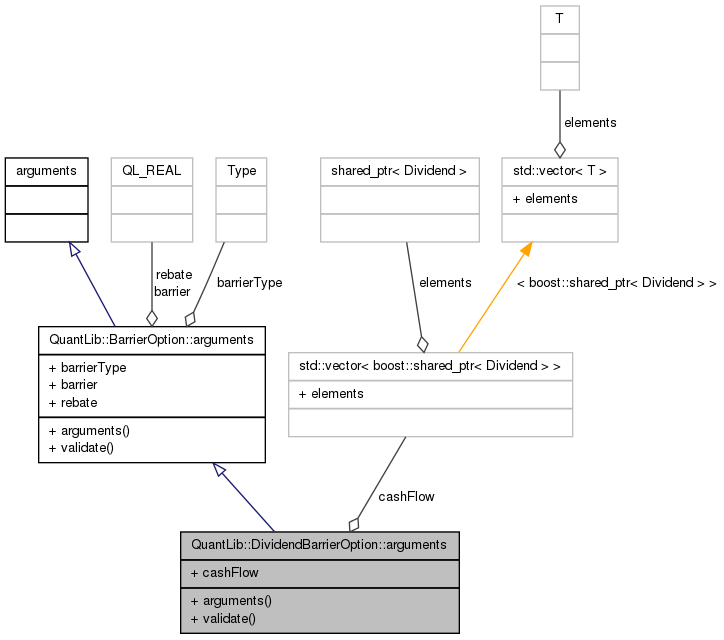 T
elements
arguments
QL_REAL
Type
shared_ptr< Dividend >
std::vector< T >
+ elements
rebate
barrier
barrierType
elements
< boost::shared_ptr< Dividend > >
QuantLib::BarrierOption::arguments
+ barrierType
+ barrier
+ rebate
+ arguments()
+ validate()
std::vector< boost::shared_ptr< Dividend > >
+ elements
cashFlow
QuantLib::DividendBarrierOption::arguments
+ cashFlow
+ arguments()
+ validate()